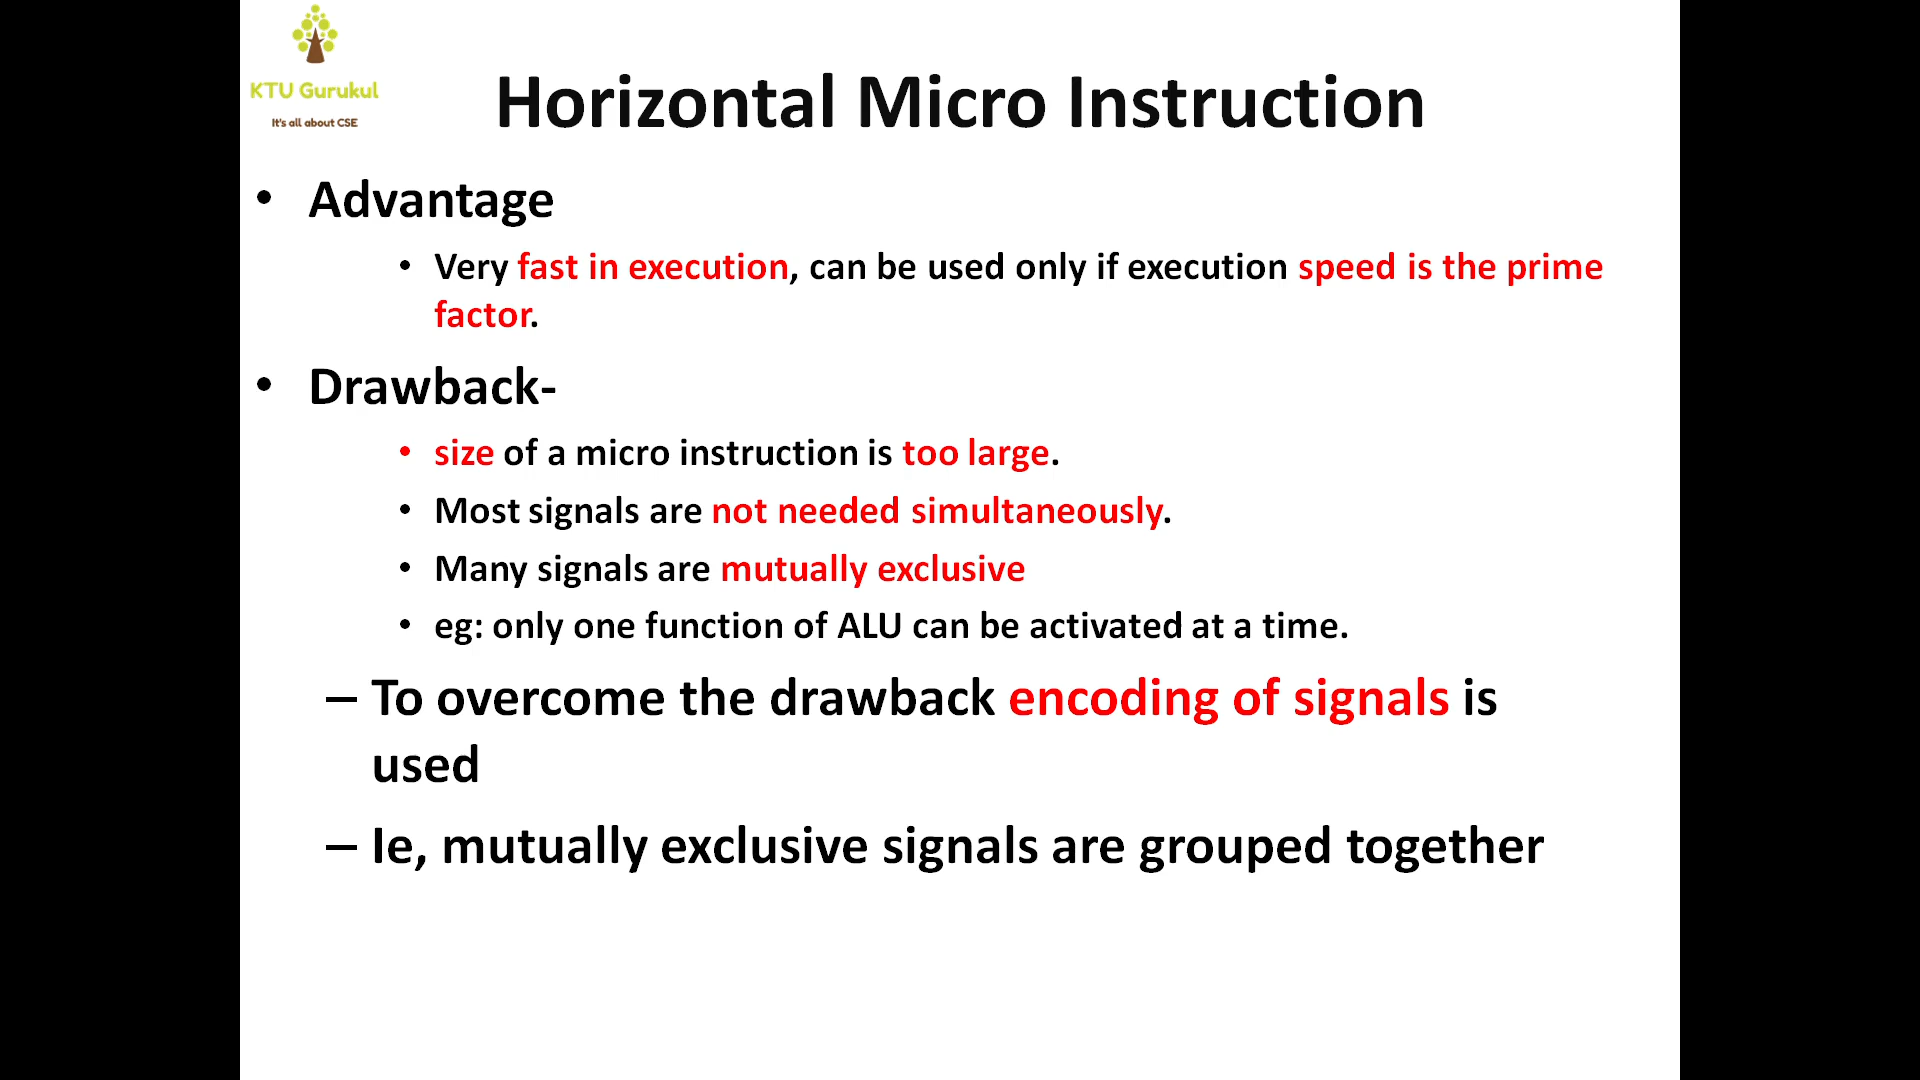 KTU Gurukul
It's all about CSE
Horizontal Micro Instruction
• Advantage
• Very fast in execution, can be used only if execution speed is the prime
factor.
• Drawback-
• size of a micro instruction is too large.
• Most signals are not needed simultaneously.
• Many signals are mutually exclusive
• eg: only one function of ALU can be activated at a time.
– To overcome the drawback encoding of signals is
used
– Ie, mutually exclusive signals are grouped together